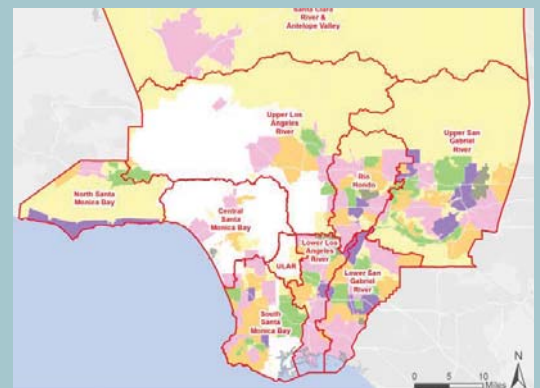 Santa Clara
River &
Antelope Valley
Upper Los
Angeles
River
Upper San
Gabriel
River
Rio
Hondo
North Santa
Monica Bay
Central
Santa
Monica Bay
Lower Los
Angeles
River
ULAR
Lower San
Gabriel
River
South
Santa
Monica Bay
N
0 5 10
Miles